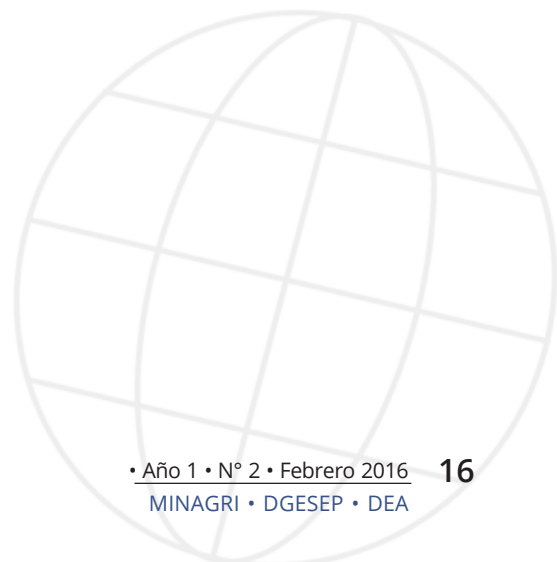 • Año 1 • N° 2 • Febrero 2016 16
MINAGRI • DGESEP • DEA